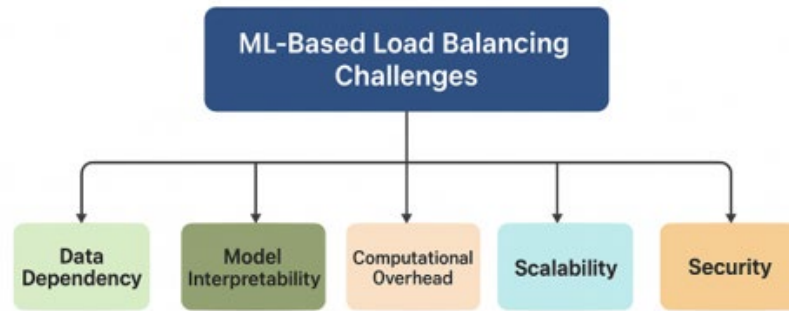 ML-Based Load Balancing
Challenges
Data
Dependency
Model
Interpretability
Computational
Overhead
Scalability
Security